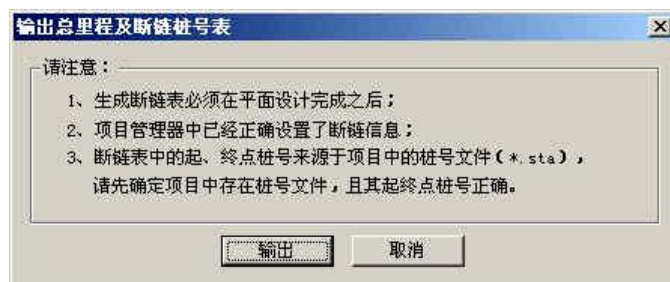 输出总里程及断链桩号表
请注意：
1、生成断链表必须在平面设计完成之后；
2、项目管理器中已经正确设置了断链信息；
3、断链表中的起、终点桩号来源于项目中的桩号文件(*.sta)，
请先确定项目中存在桩号文件，且其起终点桩号正确。
输出 取消